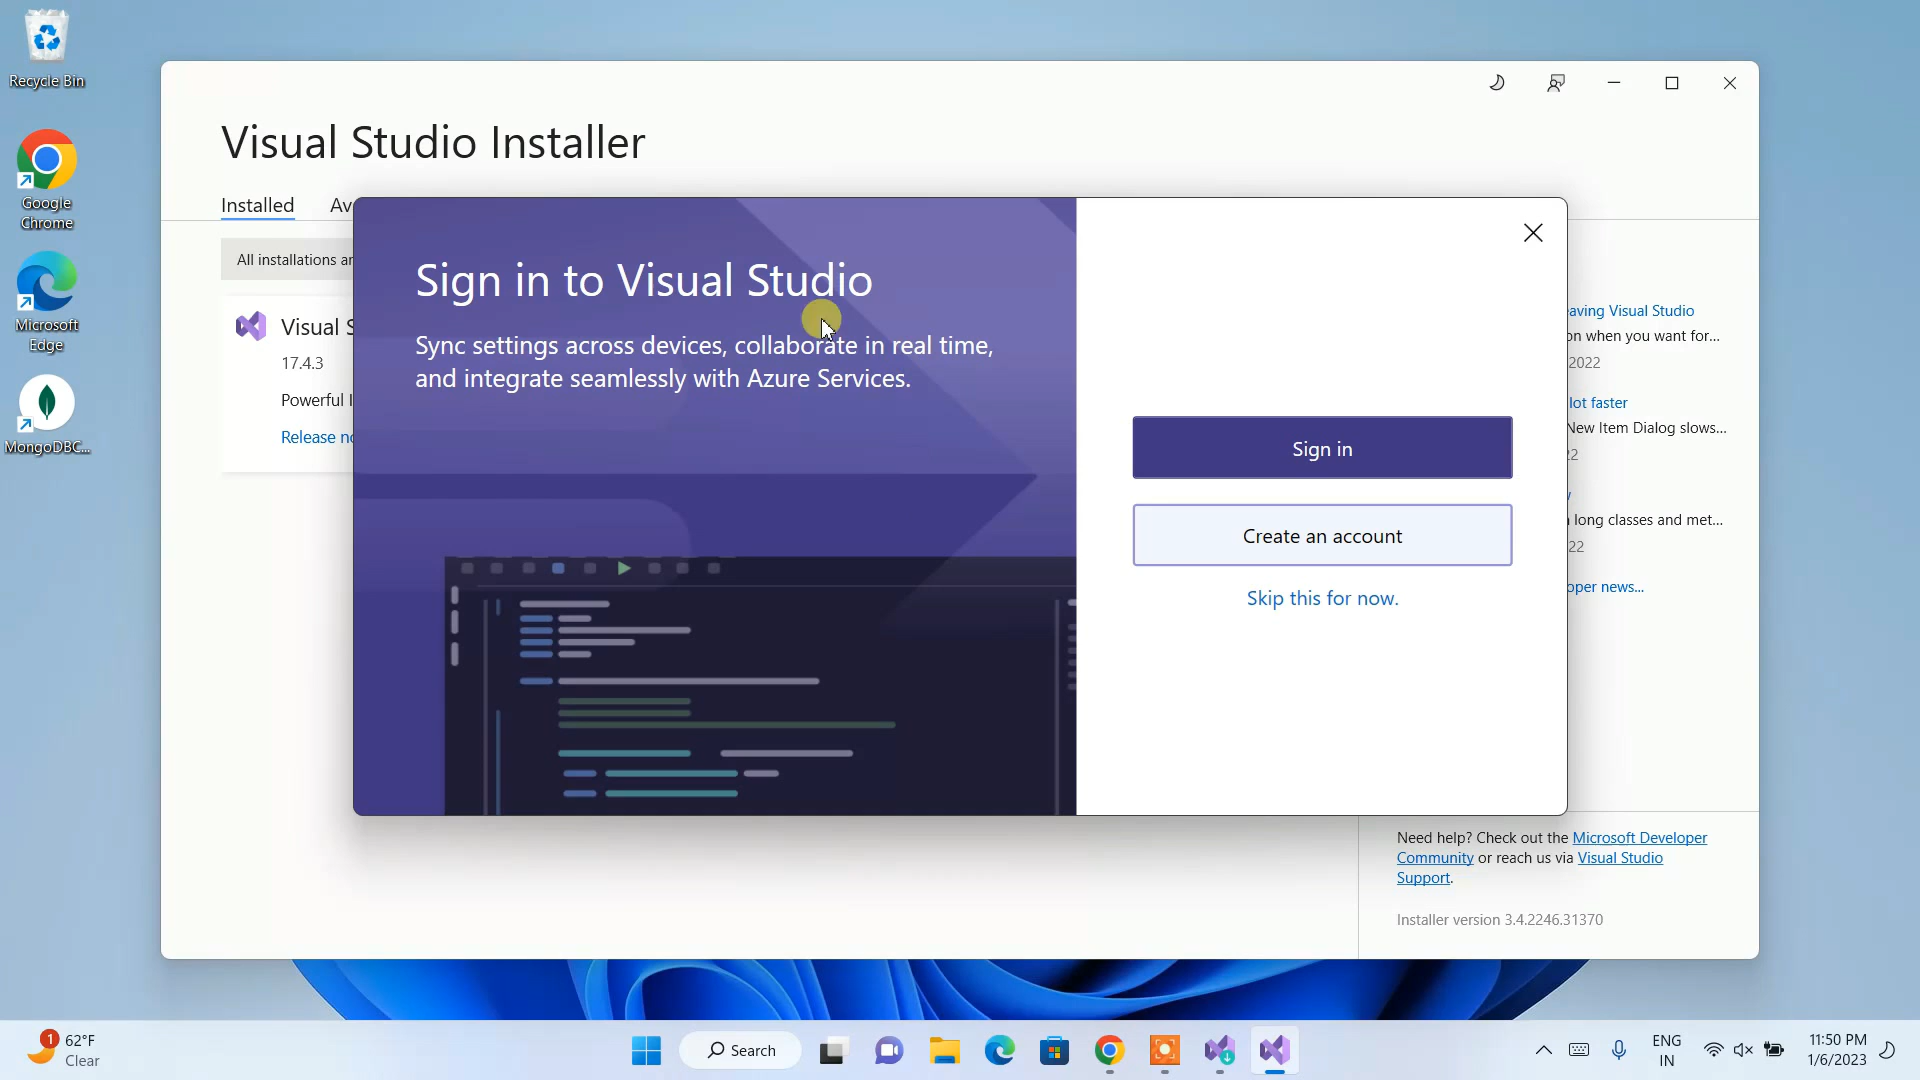 Recycle Bin
Google
Chrome
Microsoft
Edge
MongoDBC...
Visual Studio Installer
Installed
Av
All installations ar
Visual S
17.4.3
Powerful I
Release no
Sign in to Visual Studio
Sync settings across devices, collaborate in real time,
and integrate seamlessly with Azure Services.
Sign in
Create an account
Skip this for now.
eaving Visual Studio
on when you want for...
2022
lot faster
New Item Dialog slows...
22
y
long classes and met...
22
oper news...
Need help? Check out the Microsoft Developer
Community or reach us via Visual Studio
Support.
Installer version 3.4.2246.31370
1
62°F
Clear
Search
ENG
IN
11:50 PM
1/6/2023